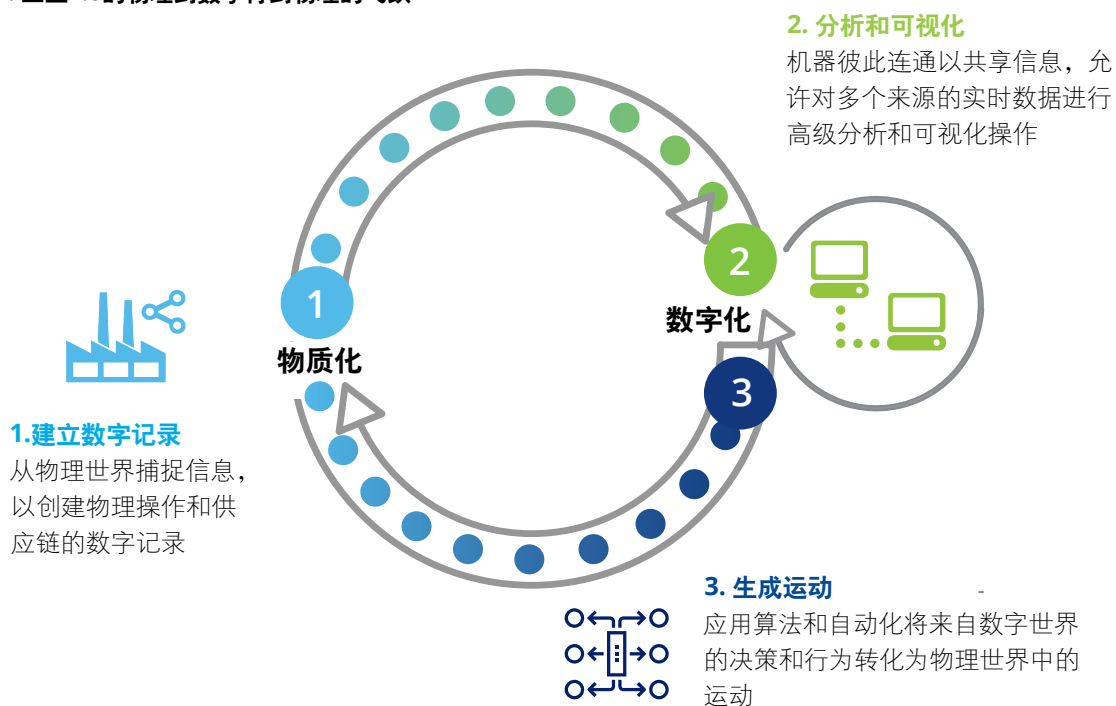 2. 分析和可视化
机器彼此连通以共享信息，允
许对多个来源的实时数据进行
高级分析和可视化操作
1
2
数字化
物质化
3
1.建立数字记录
从物理世界捕捉信息，
以创建物理操作和供
应链的数字记录
3. 生成运动
-
应用算法和自动化将来自数字世界
的决策和行为转化为物理世界中的
运动